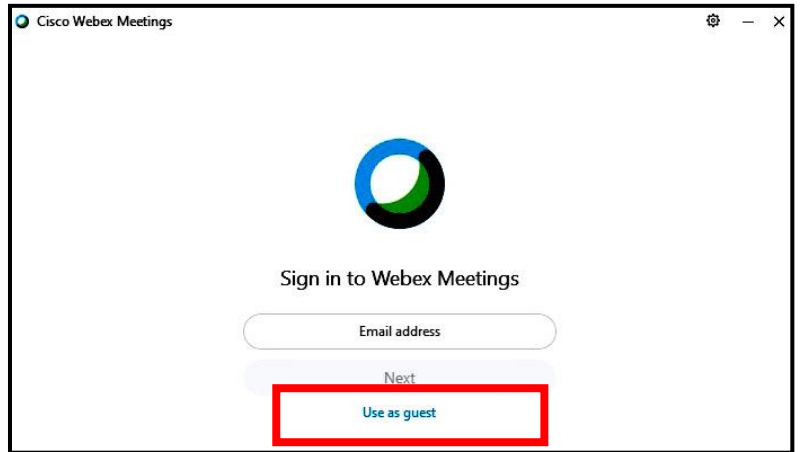 Cisco Webex Meetings
Sign in to Webex Meetings
Email address
Next
Use as guest